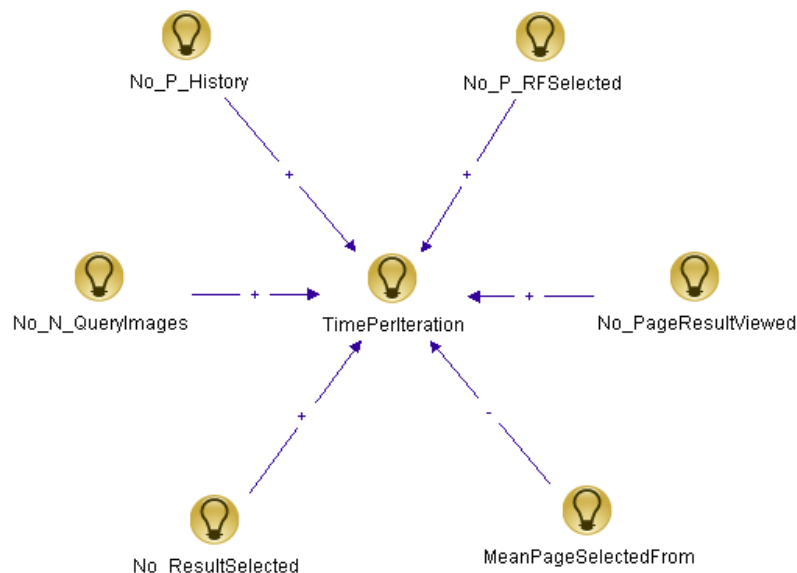 No_P_History
No_P_RFSelected
+
+
No_N_QueryImages
+
TimePerIteration
+
No_PageResultViewed
+
-
No_ResultSelected
MeanPageSelectedFrom